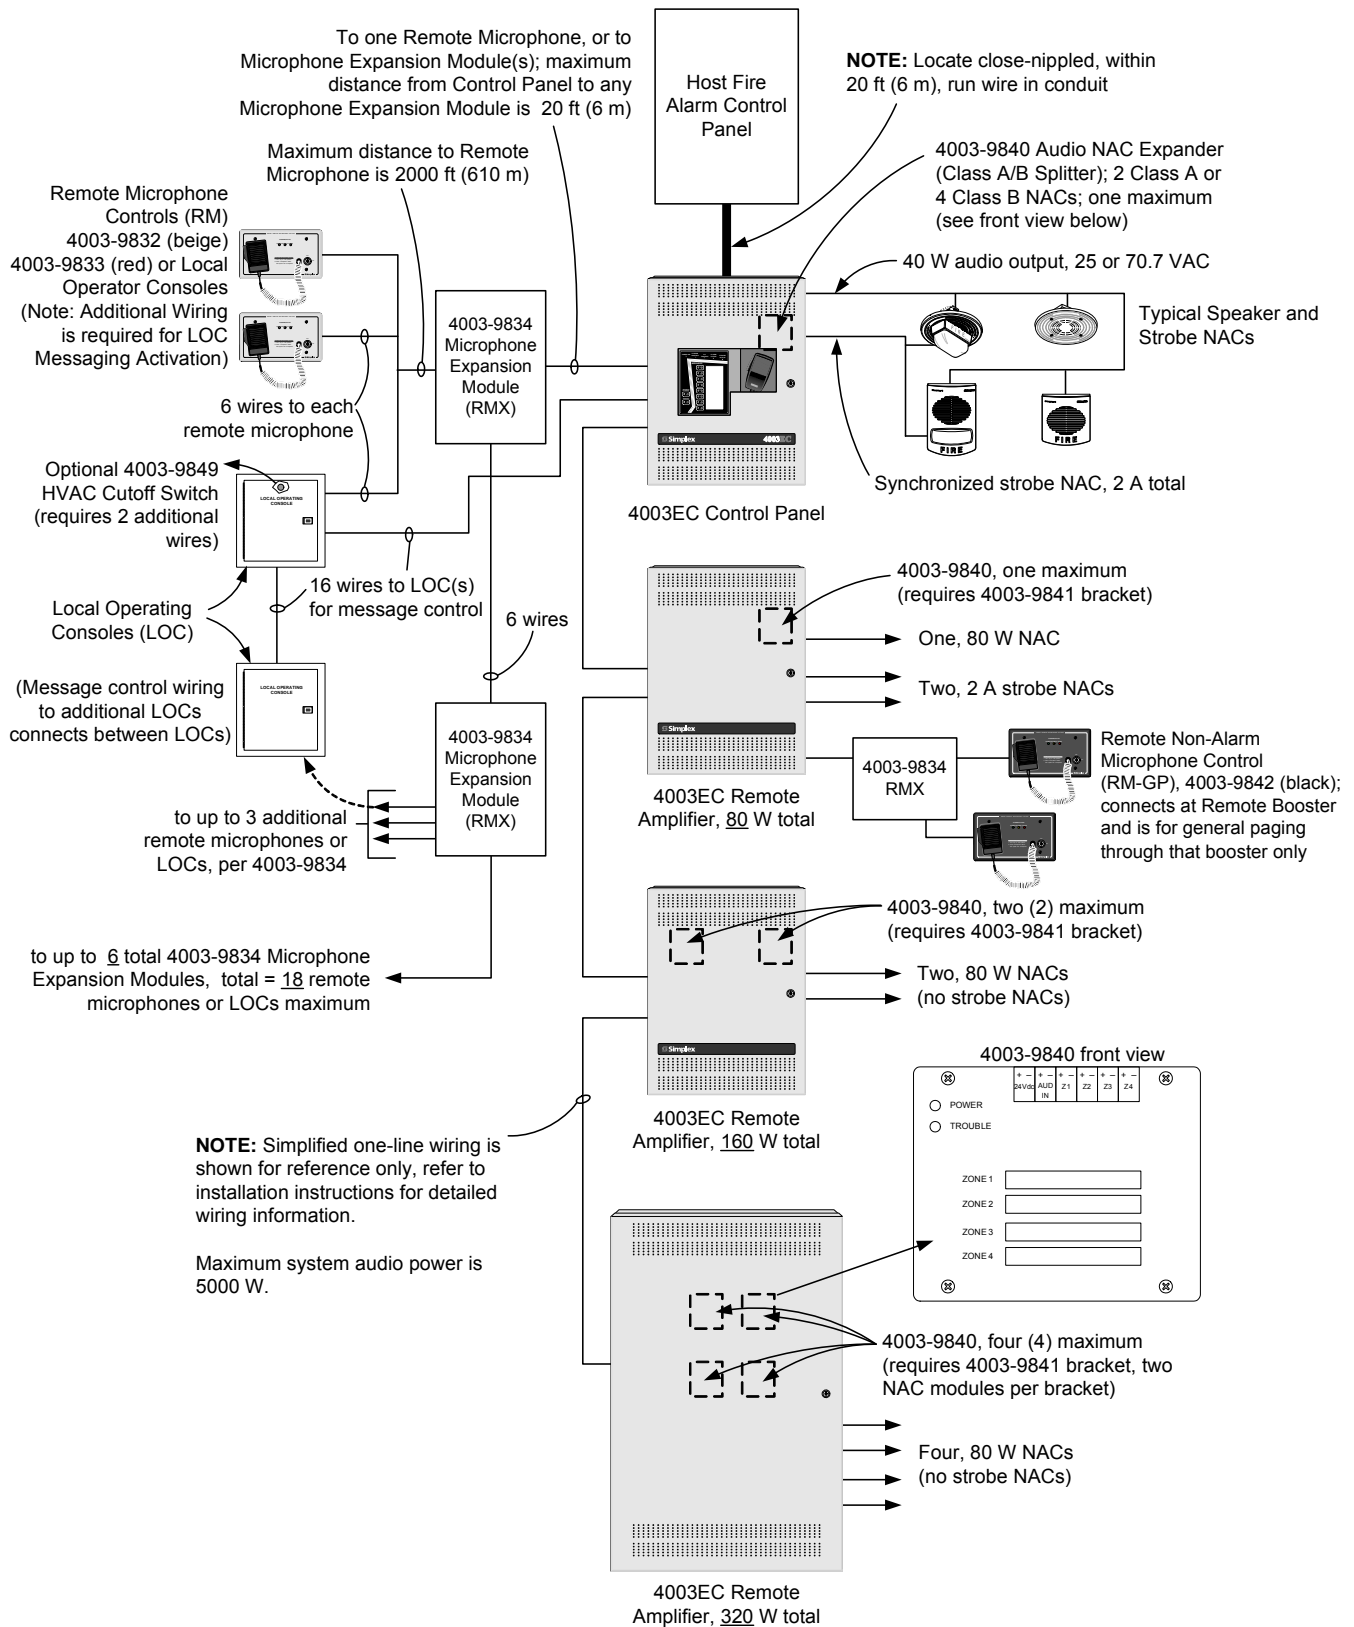 To one Remote Microphone, or to
Microphone Expansion Module(s); maximum
distance from Control Panel to any
Microphone Expansion Module is 20 ft (6 m)
Host Fire
Alarm Control
Panel
NOTE: Locate close-nippled, within
20 ft (6 m), run wire in conduit
Maximum distance to Remote
Microphone is 2000 ft (610 m)
4003-9840 Audio NAC Expander
(Class A/B Splitter); 2 Class A or
4 Class B NACs; one maximum
(see front view below)
Remote Microphone
Controls (RM)
4003-9832 (beige)
4003-9833 (red) or Local
Operator Consoles
(Note: Additional Wiring
is required for LOC
Messaging Activation)
40 W audio output, 25 or 70.7 VAC
4003-9834
Microphone
Expansion
Module
(RMX)
Typical Speaker and
Strobe NACs
FIRE
FIRE
6 wires to each
remote microphone
Simplex
4003EC
Synchronized strobe NAC, 2 A total
4003EC Control Panel
Optional 4003-9849
HVAC Cutoff Switch
(requires 2 additional
wires)
LOCAL OPERATING
CONSOLE
16 wires to LOC(s)
for message control
Local Operating
Consoles (LOC)
6 wires
4003-9840, one maximum
(requires 4003-9841 bracket)
One, 80 W NAC
Two, 2 A strobe NACs
(Message control wiring
to additional LOCs
connects between LOCs)
LOCAL OPERATING
CONSOLE
4003-9834
Microphone
Expansion
Module
(RMX)
Simplex
4003EC Remote
Amplifier, 80 W total
4003-9834
RMX
Remote Non-Alarm
Microphone Control
(RM-GP), 4003-9842 (black);
connects at Remote Booster
and is for general paging
through that booster only
to up to 3 additional
remote microphones or
LOCs, per 4003-9834
4003-9840, two (2) maximum
(requires 4003-9841 bracket)
to up to 6 total 4003-9834 Microphone
Expansion Modules, total = 18 remote
microphones or LOCs maximum
Two, 80 W NACs
(no strobe NACs)
Simplex
4003EC Remote
Amplifier, 160 W total
4003-9840 front view
+ – + – + – + – + – + –
24Vdc AUD IN Z1 Z2 Z3 Z4
POWER
TROUBLE
ZONE 1
ZONE 2
ZONE 3
ZONE 4
NOTE: Simplified one-line wiring is
shown for reference only, refer to
installation instructions for detailed
wiring information.
Maximum system audio power is
5000 W.
4003-9840, four (4) maximum
(requires 4003-9841 bracket, two
NAC modules per bracket)
Four, 80 W NACs
(no strobe NACs)
4003EC Remote
Amplifier, 320 W total